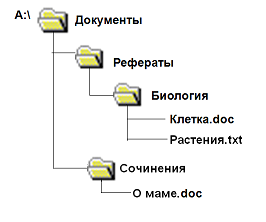 A:\ Документы
Рефераты
Биология
Клетка.doc
Растения.txt
Сочинения
О маме.doc